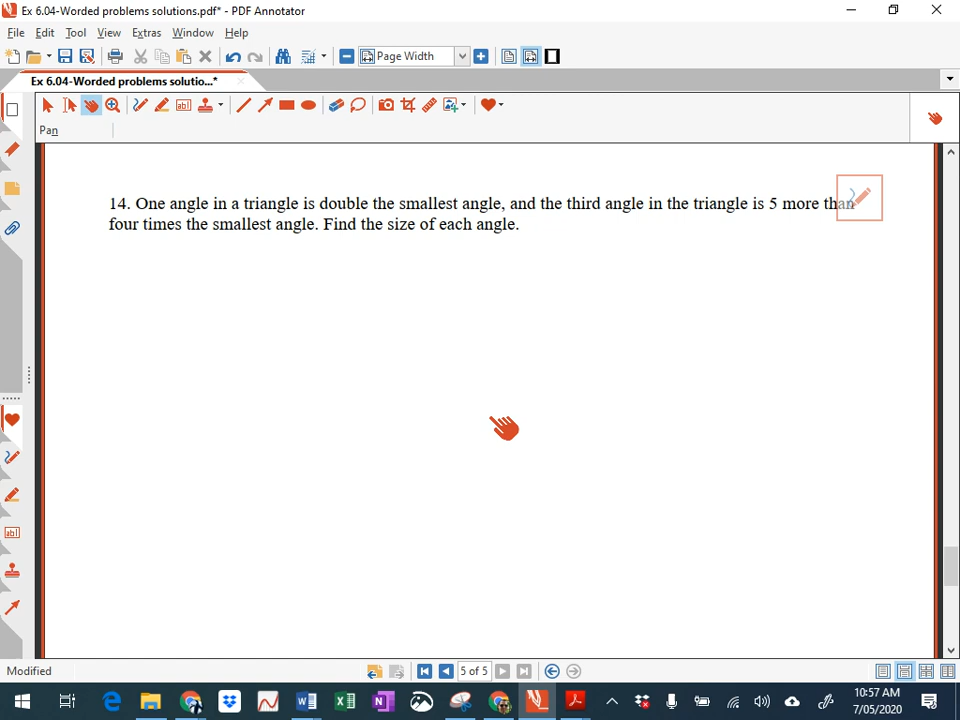 Ex 6.04-Worded problems solutions.pdf* - PDF Annotator
File Edit Tool View Extras Window Help
Page Width
Ex 6.04-Worded problems solutio...*
Pan
14. One angle in a triangle is double the smallest angle, and the third angle in the triangle is 5 more than
four times the smallest angle. Find the size of each angle.
Modified
5 of 5
10:57 AM
7/05/2020